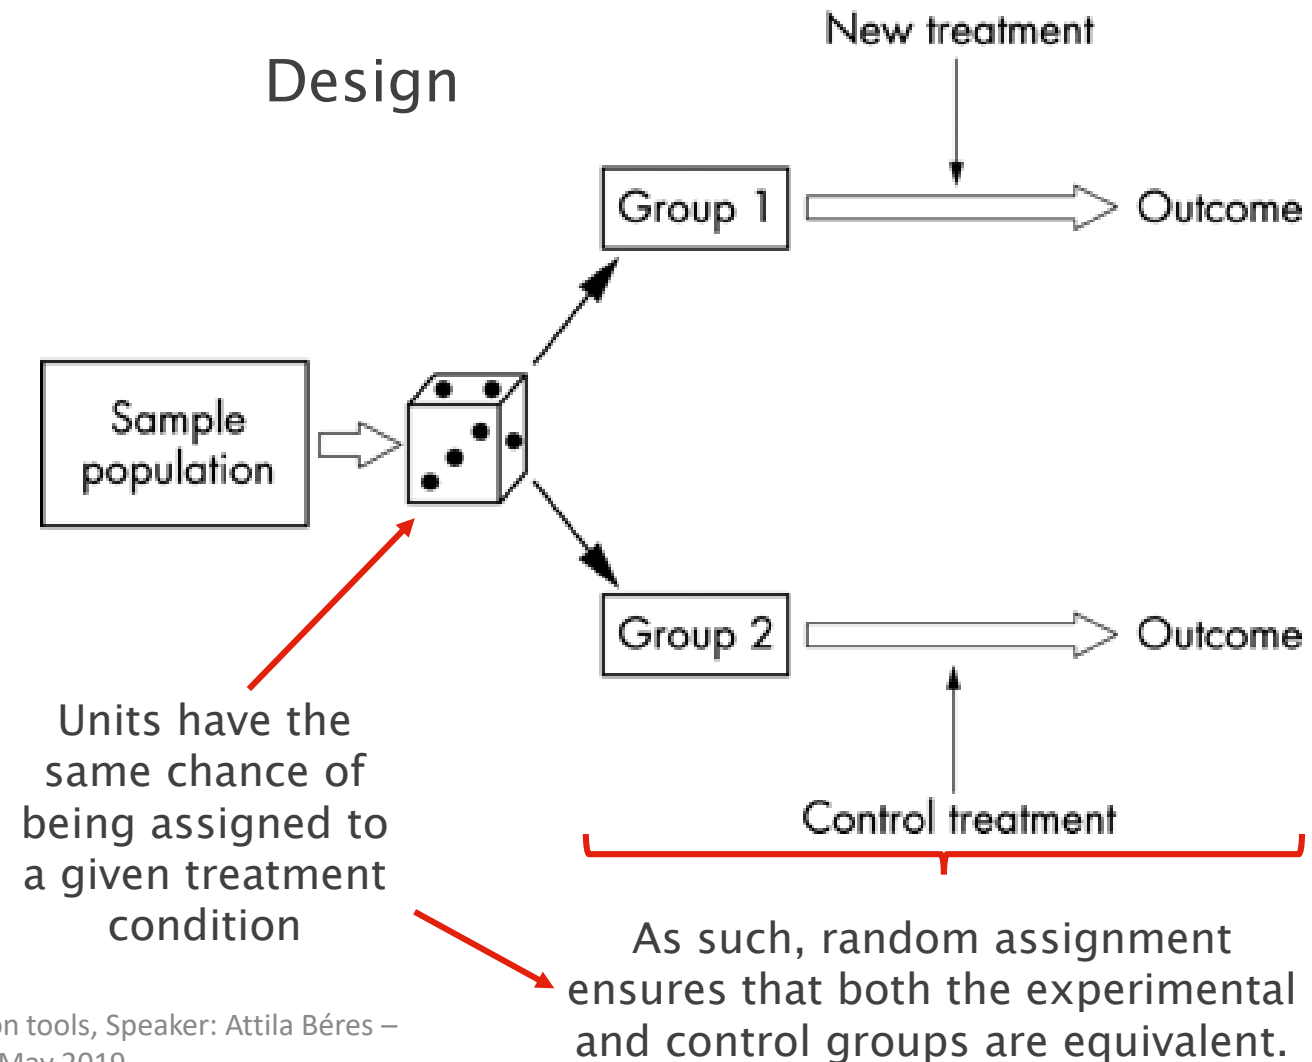 New treatment
Design
Group 1
Outcome
Sample
population
Group 2
Outcome
Units have the
same chance of
being assigned to
a given treatment
condition
Control treatment
As such, random assignment
ensures that both the experimental
and control groups are equivalent.
on tools, Speaker: Attila Béres –
May 2019